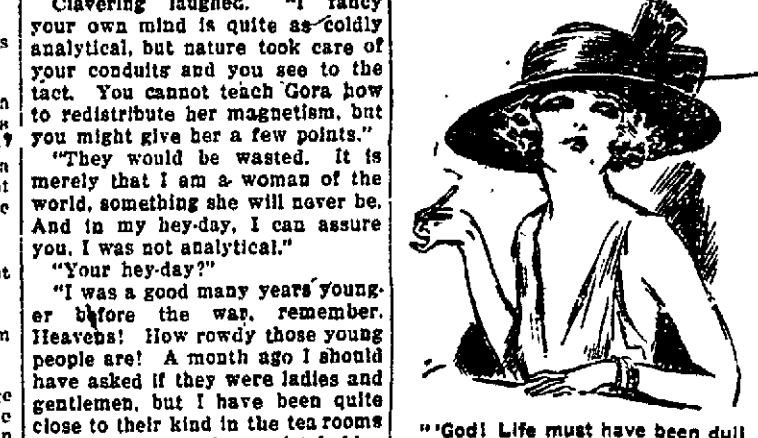 Clavering laughed. "I fancy
your own mind is quite as coldly
analytical, but nature took care of
your conduits and you see to the
tact. You cannot teach Gora how
to redistribute her magnetism, but
you might give her a few points."
"They would be wasted. It is
merely that I am a woman of the
world, something she will never be.
And in my hey-day, I can assure
you, I was not analytical."
"Your hey-day?"
"I was a good many years young-
er before the war, remember.
Heavens! How rowdy those young
people are! A month ago I should
have asked if they were ladies and
gentlemen, but I have been quite
close to their kind in the tea rooms
"'God! Life must have been dull